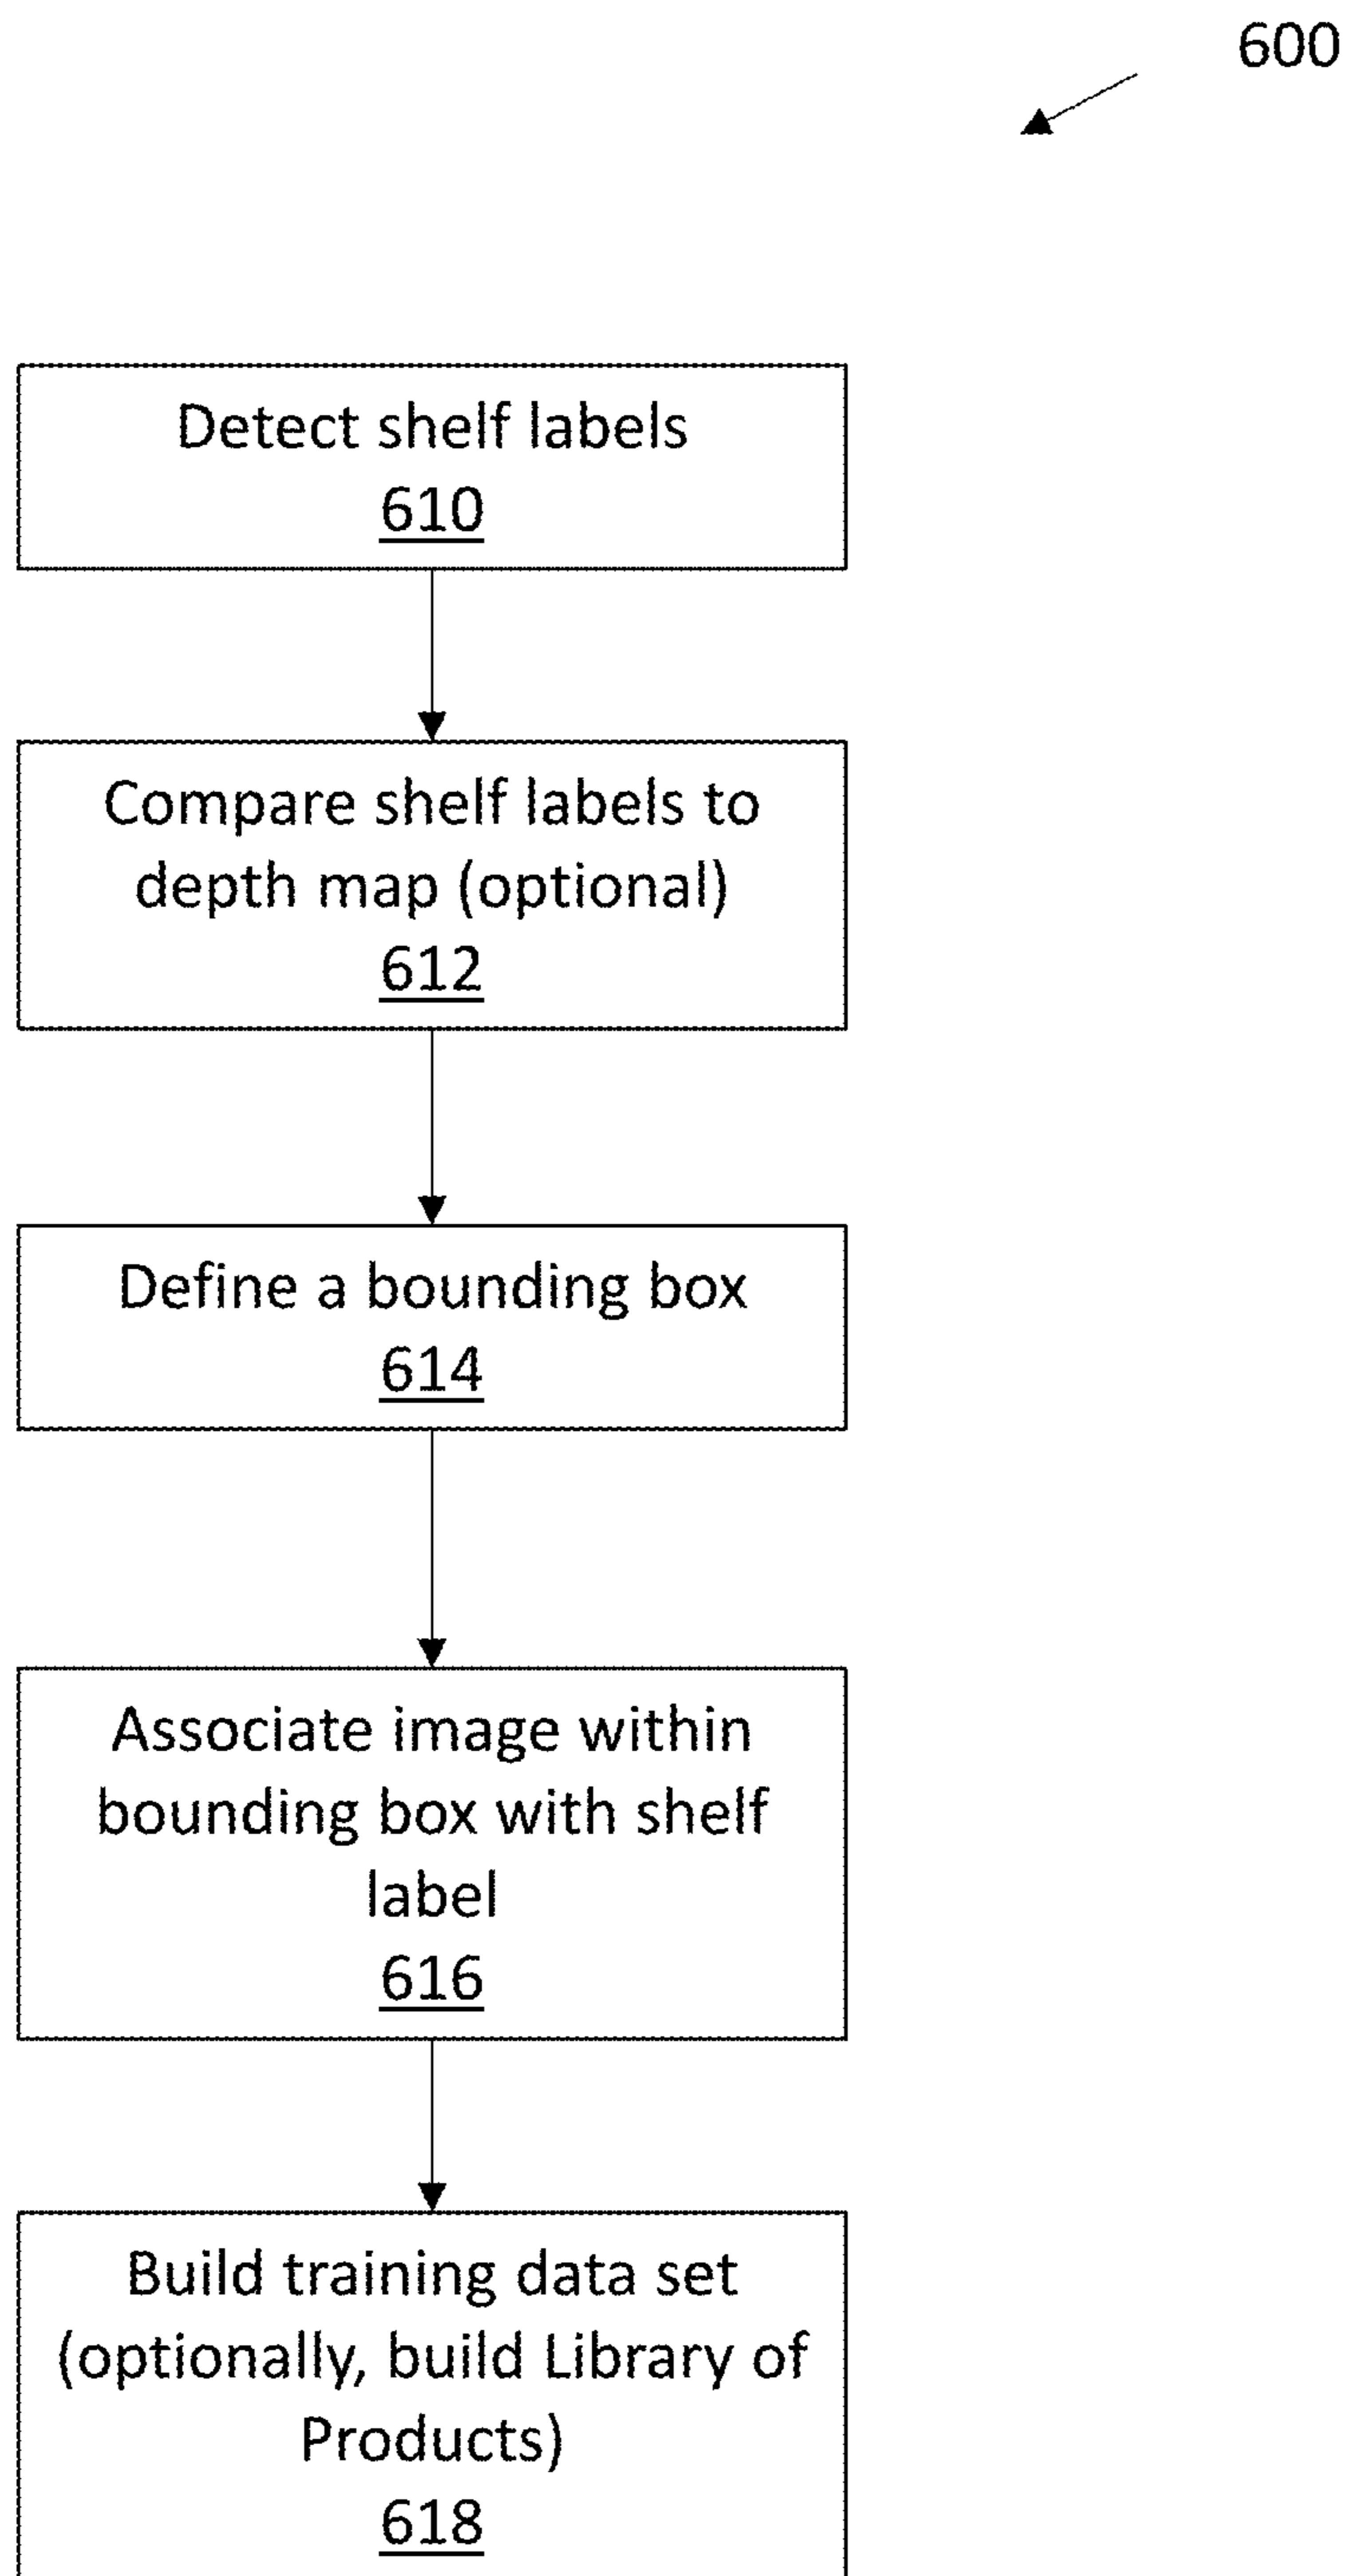 600
Detect shelf labels
610
Compare shelf labels to
depth map (optional)
612
Define a bounding box
614
Associate image within
bounding box with shelf
label
616
Build training data set
(optionally, build Library of
Products)
618